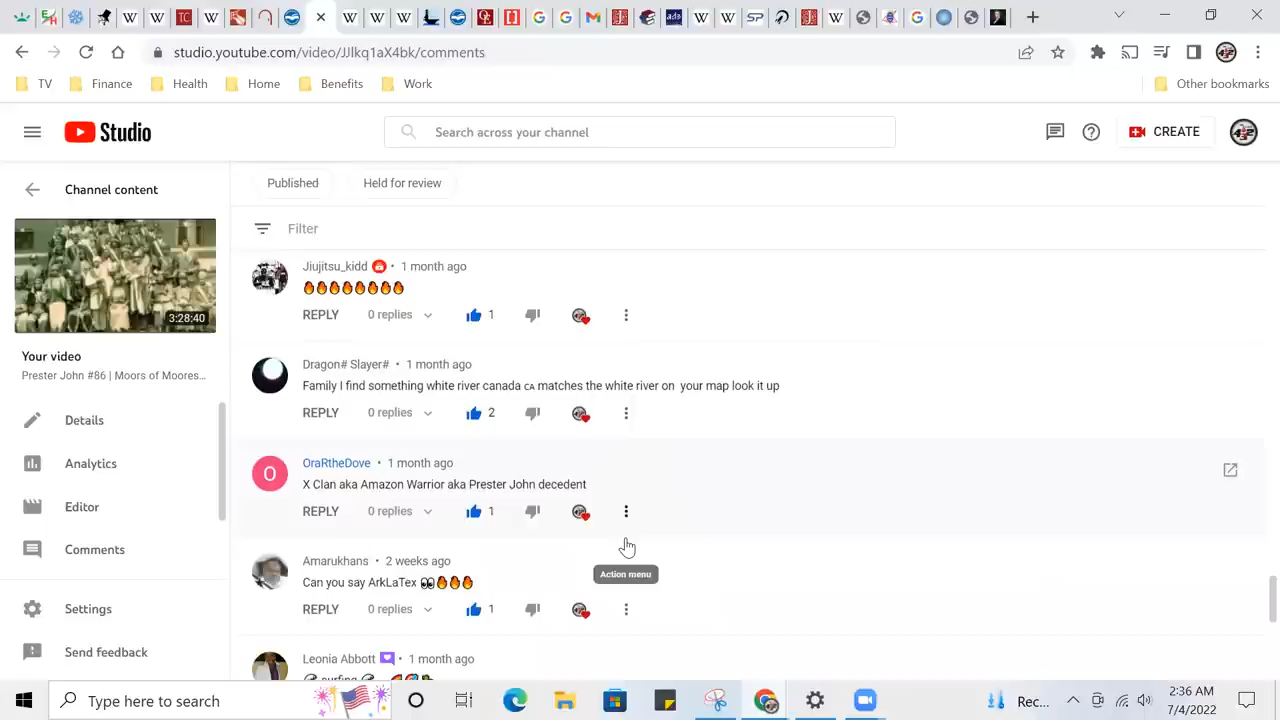 studio.youtube.com/video/JJlkq1aX4bk/comments
TV Finance Health Home Benefits Work Other bookmarks
Studio
Search across your channel
CREATE
Channel content
3:28:40
Your video
Prester John #86 | Moors of Moores...
Details
Analytics
Editor
Comments
Settings
Send feedback
Published Held for review
Filter
Jiujitsu_kidd • 1 month ago
🔥🔥🔥🔥🔥🔥🔥🔥
REPLY 0 replies 1
Dragon# Slayer# • 1 month ago
Family I find something white river canada ca matches the white river on your map look it up
REPLY 0 replies 2
OraRtheDove • 1 month ago
O
X Clan aka Amazon Warrior aka Prester John decedent
REPLY 0 replies 1
Amarukhans • 2 weeks ago
Action menu
Can you say ArkLaTex 👀🔥🔥🔥
REPLY 0 replies 1
Leonia Abbott • 1 month ago
surfing
Type here to search
Rec...
2:36 AM
7/4/2022